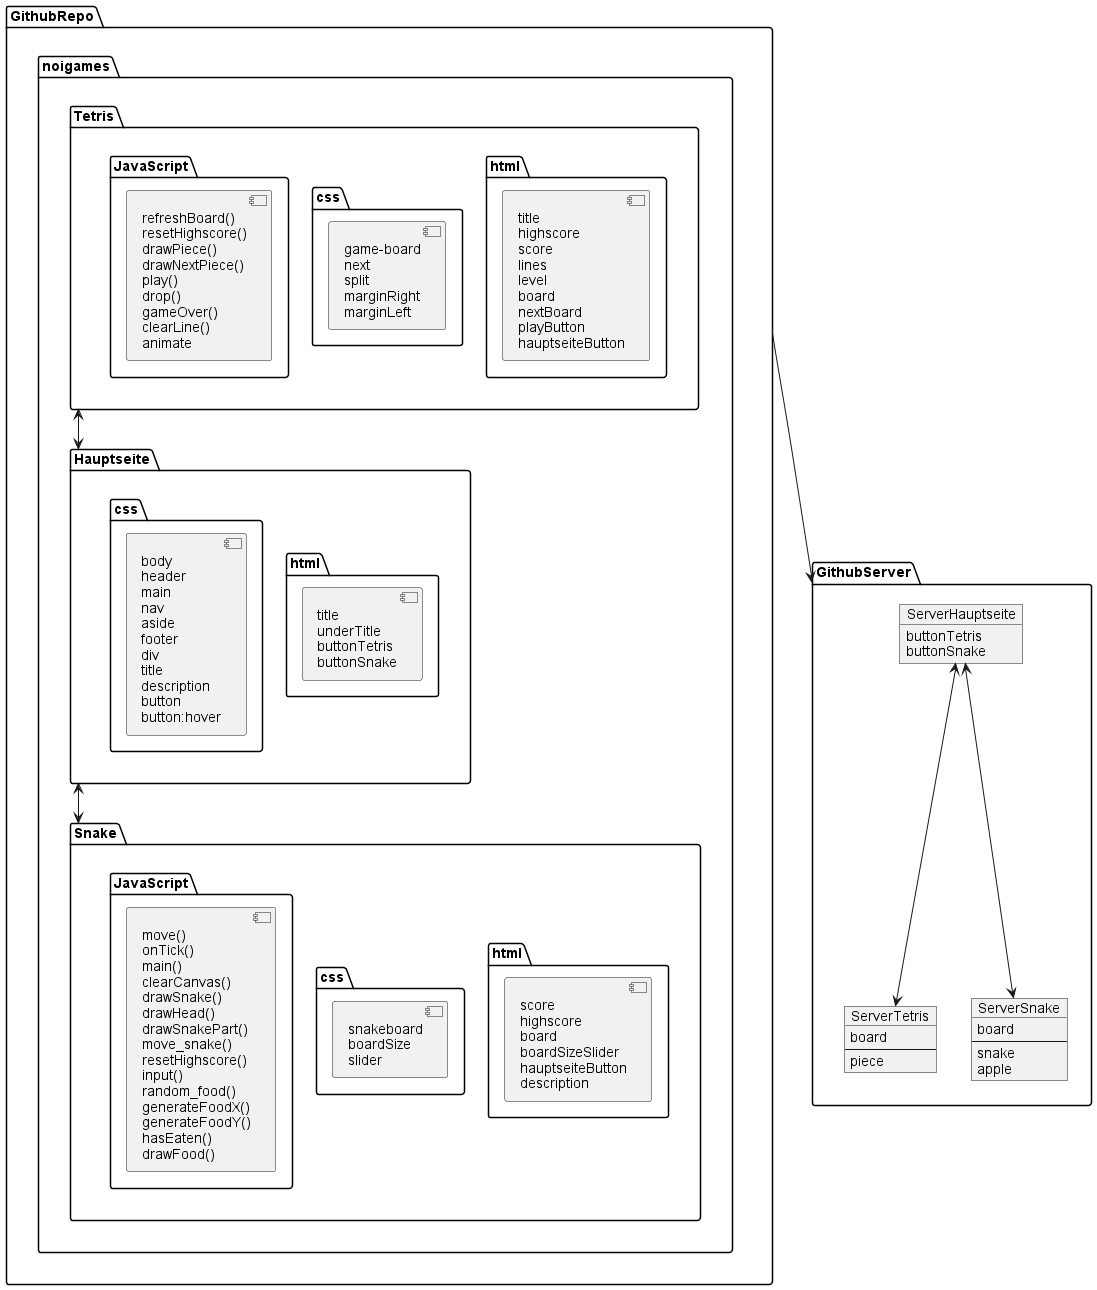 GithubRepo
noigames
Tetris
JavaScript
refreshBoard()
resetHighscore()
drawPiece()
drawNextPiece()
play()
drop()
gameOver()
clearLine()
animate
css
game-board
next
split
marginRight
marginLeft
html
title
highscore
score
lines
level
board
nextBoard
playButton
hauptseiteButton
Hauptseite
css
body
header
main
nav
aside
footer
div
title
description
button
button:hover
html
title
underTitle
buttonTetris
buttonSnake
Snake
JavaScript
move()
onTick()
main()
clearCanvas()
drawSnake()
drawHead()
drawSnakePart()
move_snake()
resetHighscore()
input()
random_food()
generateFoodX()
generateFoodY()
hasEaten()
drawFood()
css
snakeboard
boardSize
slider
html
score
highscore
board
boardSizeSlider
hauptseiteButton
description
GithubServer
ServerHauptseite
buttonTetris
buttonSnake
ServerTetris
board
piece
ServerSnake
board
snake
apple